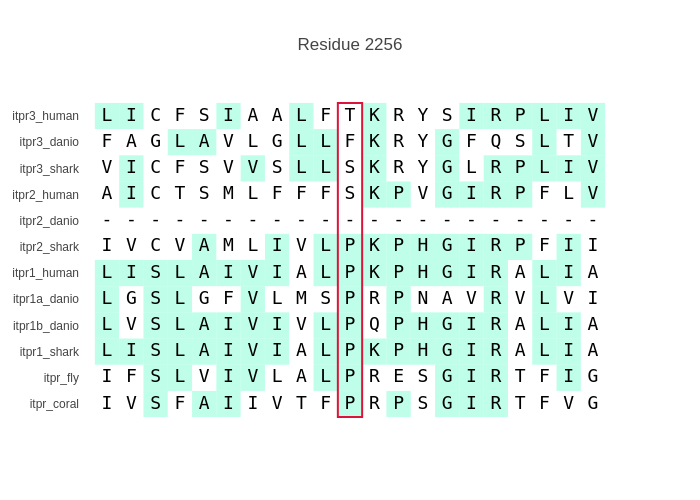 Residue 2256
itpr3_human L I C F S I A A L F T K R Y S I R P L I V
itpr3_danio F A G L A V L G L L F K R Y G F Q S L T V
itpr3_shark V I C F S V V S L L S K R Y G L R P L I V
itpr2_human A I C T S M L F F F S K P V G I R P F L V
itpr2_danio - - - - - - - - - - - - - - - - - - - - -
itpr2_shark I V C V A M L I V L P K P H G I R P F I I
itpr1_human L I S L A I V I A L P K P H G I R A L I A
itpr1a_danio L G S L G F V L M S P R P N A V R V L V I
itpr1b_danio L V S L A I V I V L P Q P H G I R A L I A
itpr1_shark L I S L A I V I A L P K P H G I R A L I A
itpr_fly I F S L V I V L A L P R E S G I R T F I G
itpr_coral I V S F A I I V T F P R P S G I R T F V G